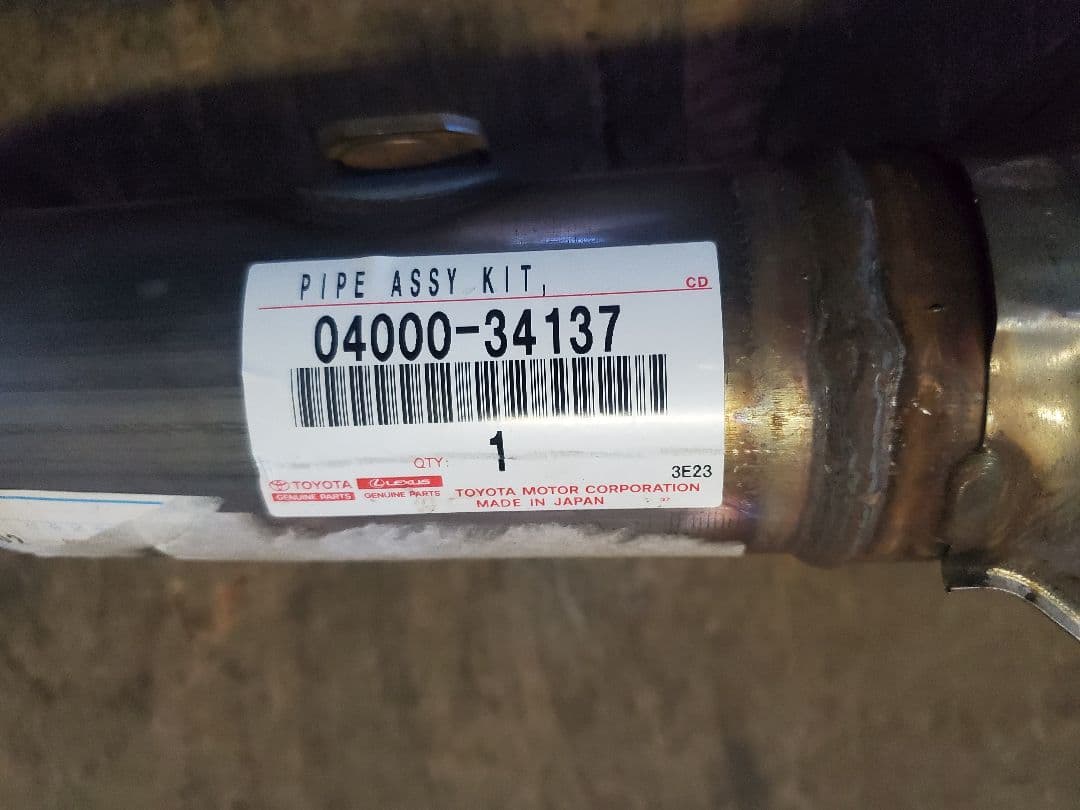 PIPE ASSY KIT,
CD
04000-34137
QTY: 1
3E23
TOYOTA
GENUINE PARTS
LEXUS
GENUINE PARTS
TOYOTA MOTOR CORPORATION
MADE IN JAPAN